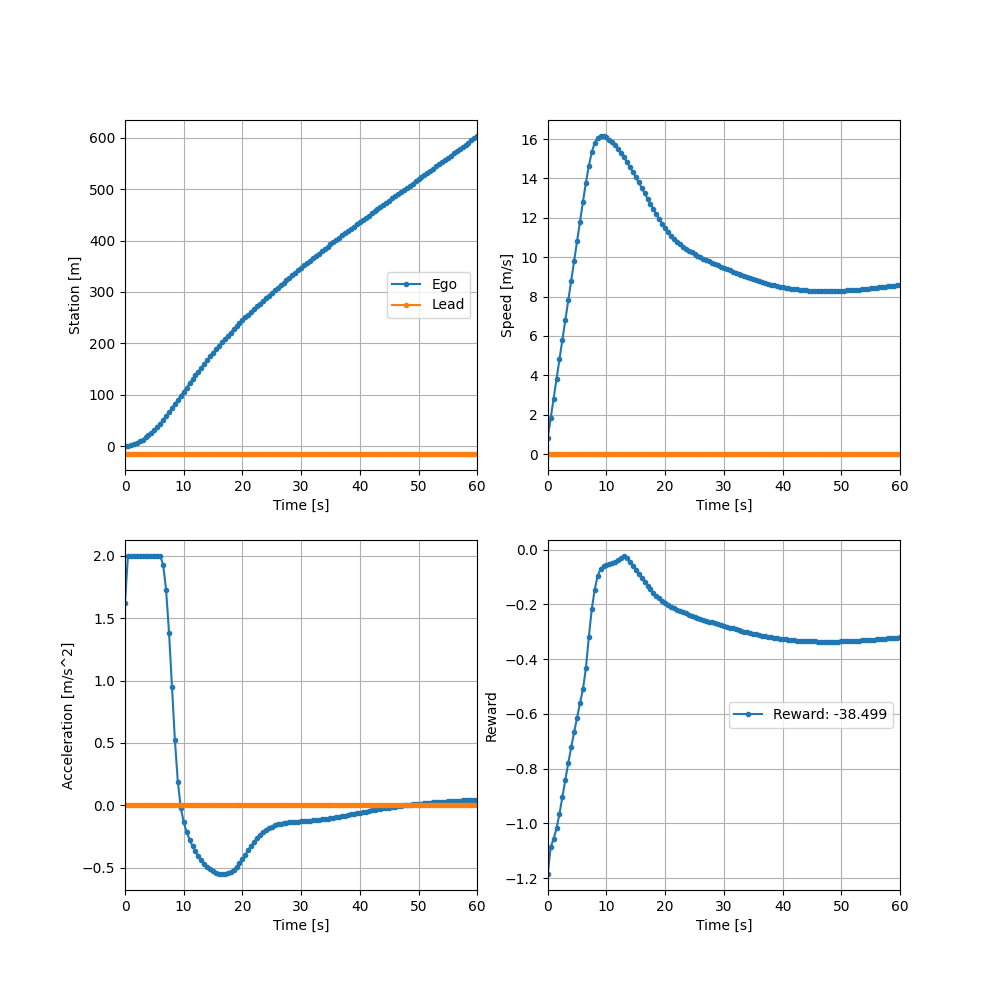 600
500
400
300
200
100
0
Station [m]
Ego
Lead
0 10 20 30 40 50 60
Time [s]
16
14
12
10
8
6
4
2
0
Speed [m/s]
0 10 20 30 40 50 60
Time [s]
2.0
1.5
1.0
0.5
0.0
−0.5
Acceleration [m/s^2]
0 10 20 30 40 50 60
Time [s]
0.0
−0.2
−0.4
−0.6
−0.8
−1.0
−1.2
Reward
Reward: -38.499
0 10 20 30 40 50 60
Time [s]